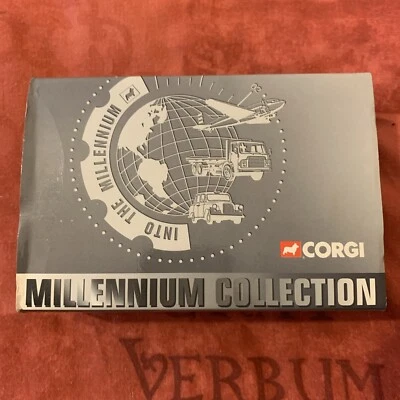 INTO THE MILLENNIUM
CORGI
MILLENNIUM COLLECTION
VERBUM